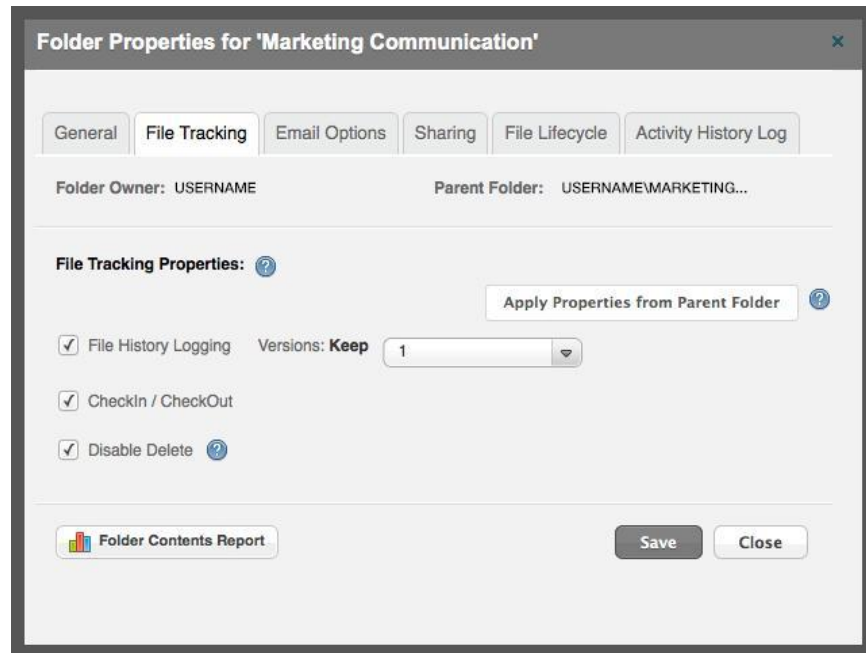 Folder Properties for 'Marketing Communication' ×
General File Tracking Email Options Sharing File Lifecycle Activity History Log
Folder Owner: USERNAME Parent Folder: USERNAME\MARKETING...
File Tracking Properties: ?
Apply Properties from Parent Folder ?
File History Logging Versions: Keep 1
CheckIn / CheckOut
Disable Delete ?
Folder Contents Report Save Close